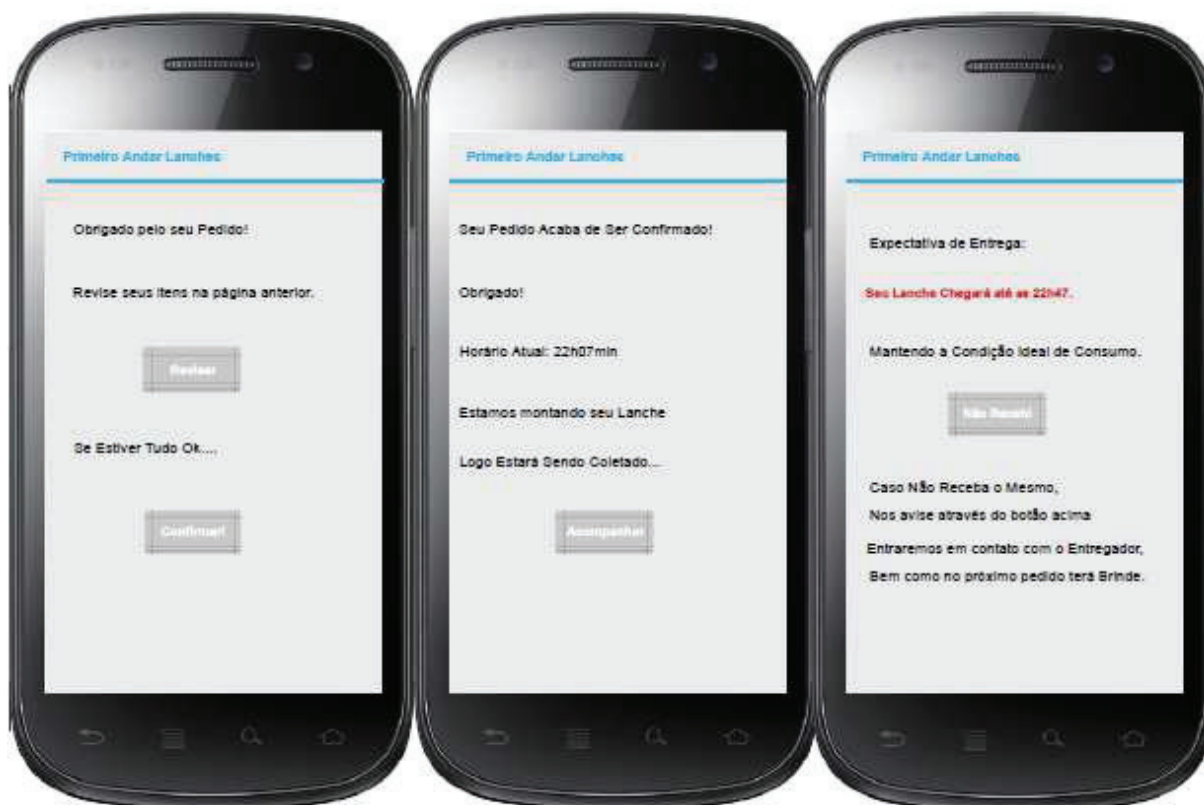 Primeiro Andar Lanches
Obrigado pelo seu Pedido!
Revise seus itens na página anterior.
Revisar
Se Estiver Tudo Ok....
Confirmar!
Primeiro Andar Lanches
Seu Pedido Acaba de Ser Confirmado!
Obrigado!
Horário Atual: 22h07min
Estamos montando seu Lanche
Logo Estará Sendo Coletado...
Acompanhar
Primeiro Andar Lanches
Expectativa de Entrega:
Seu Lanche Chegará até as 22h47.
Mantendo a Condição Ideal de Consumo.
Não Recebi
Caso Não Receba o Mesmo,
Nos avise através do botão acima
Entraremos em contato com o Entregador,
Bem como no próximo pedido terá Brinde.